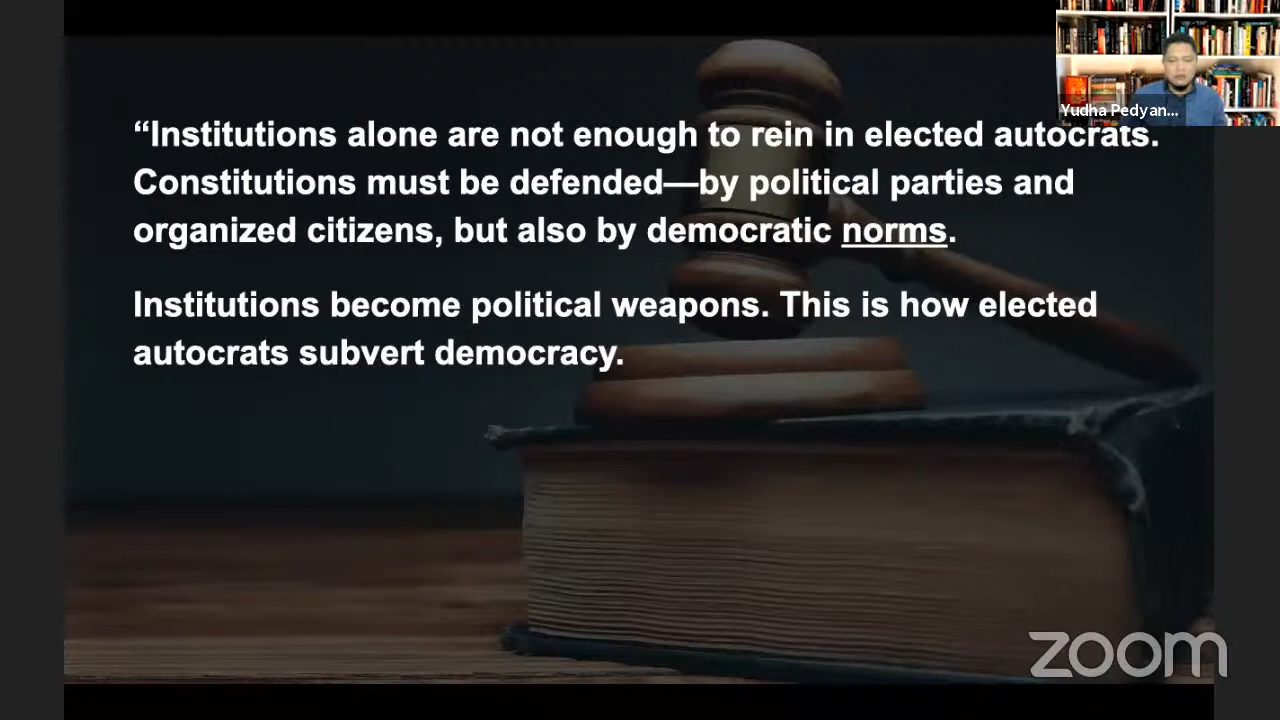 Yudha Pedyan...
“Institutions alone are not enough to rein in elected autocrats.
Constitutions must be defended—by political parties and
organized citizens, but also by democratic norms.
Institutions become political weapons. This is how elected
autocrats subvert democracy.
zoom